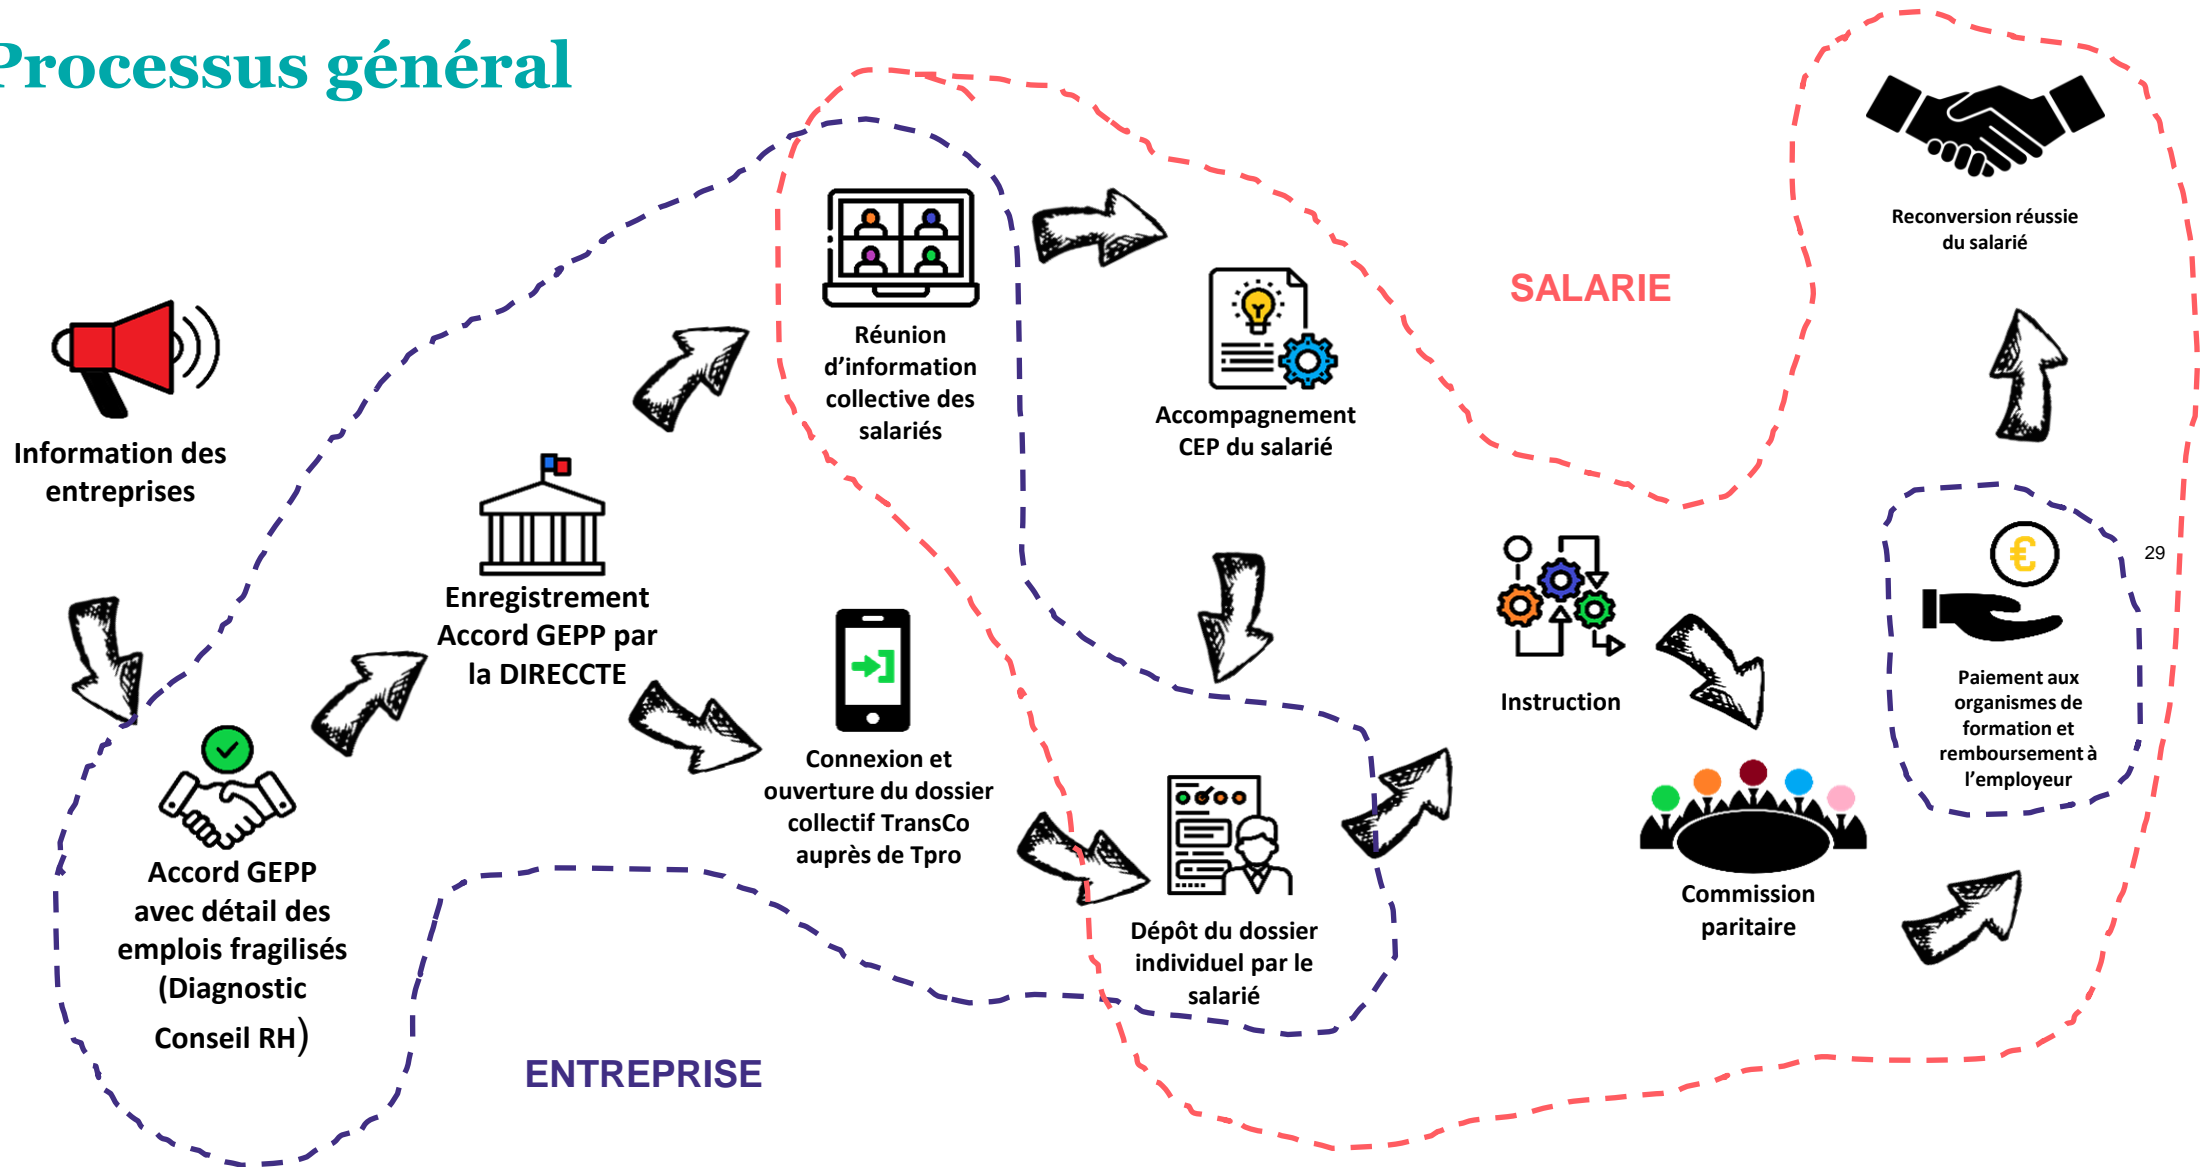 Processus général
Information des
entreprises
Accord GEPP
avec détail des
emplois fragilisés
(Diagnostic
Conseil RH)
Enregistrement
Accord GEPP par
la DIRECCTE
Réunion
d’information
collective des
salariés
Connexion et
ouverture du dossier
collectif TransCo
auprès de Tpro
ENTREPRISE
Accompagnement
CEP du salarié
Dépôt du dossier
individuel par le
salarié
SALARIE
Instruction
Commission
paritaire
Paiement aux
organismes de
formation et
remboursement à
l’employeur
€
29
Reconversion réussie
du salarié